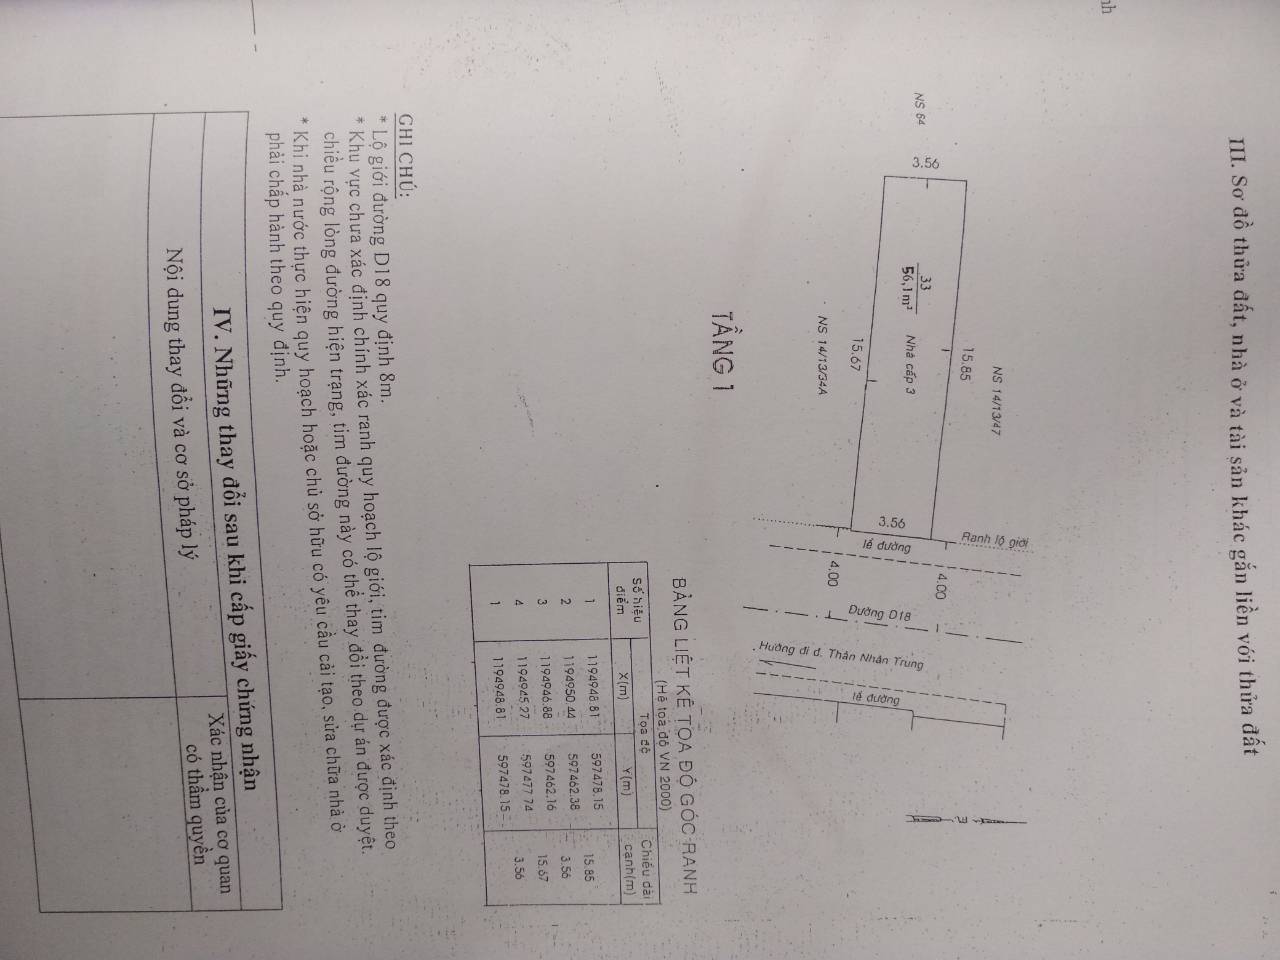 III. Sơ đồ thửa đất, nhà ở và tài sản khác gắn liền với thửa đất
NS 14/13/47
NS 64
3.56
15.85
33
56,1m²
Nhà cấp 3
15.67
NS 14/13/34A
3.56
Ranh lộ giới
lề đường
4.00
4.00
Đường D18
Hướng đi đ. Thân Nhân Trung
lề đường
TẦNG 1
BẢNG LIỆT KÊ TỌA ĐỘ GÓC RANH
(Hệ toạ độ VN 2000)
Số hiệu điểm
Tọa độ
Chiều dài cạnh(m)
X(m)
Y(m)
1 1194948.81 597478.15
15.85
2 1194950.44 597462.38
3.56
3 1194946.88 597462.16
15.67
4 1194945.27 597477.74
3.56
1 1194948.81 597478.15
GHI CHÚ:
* Lộ giới đường D18 quy định 8m.
* Khu vực chưa xác định chính xác ranh quy hoạch lộ giới, tim đường được xác định theo
chiều rộng lòng đường hiện trạng, tim đường này có thể thay đổi theo dự án được duyệt.
* Khi nhà nước thực hiện quy hoạch hoặc chủ sở hữu có yêu cầu cải tạo, sửa chữa nhà ở
phải chấp hành theo quy định.
IV. Những thay đổi sau khi cấp giấy chứng nhận
Nội dung thay đổi và cơ sở pháp lý
Xác nhận của cơ quan
có thẩm quyền